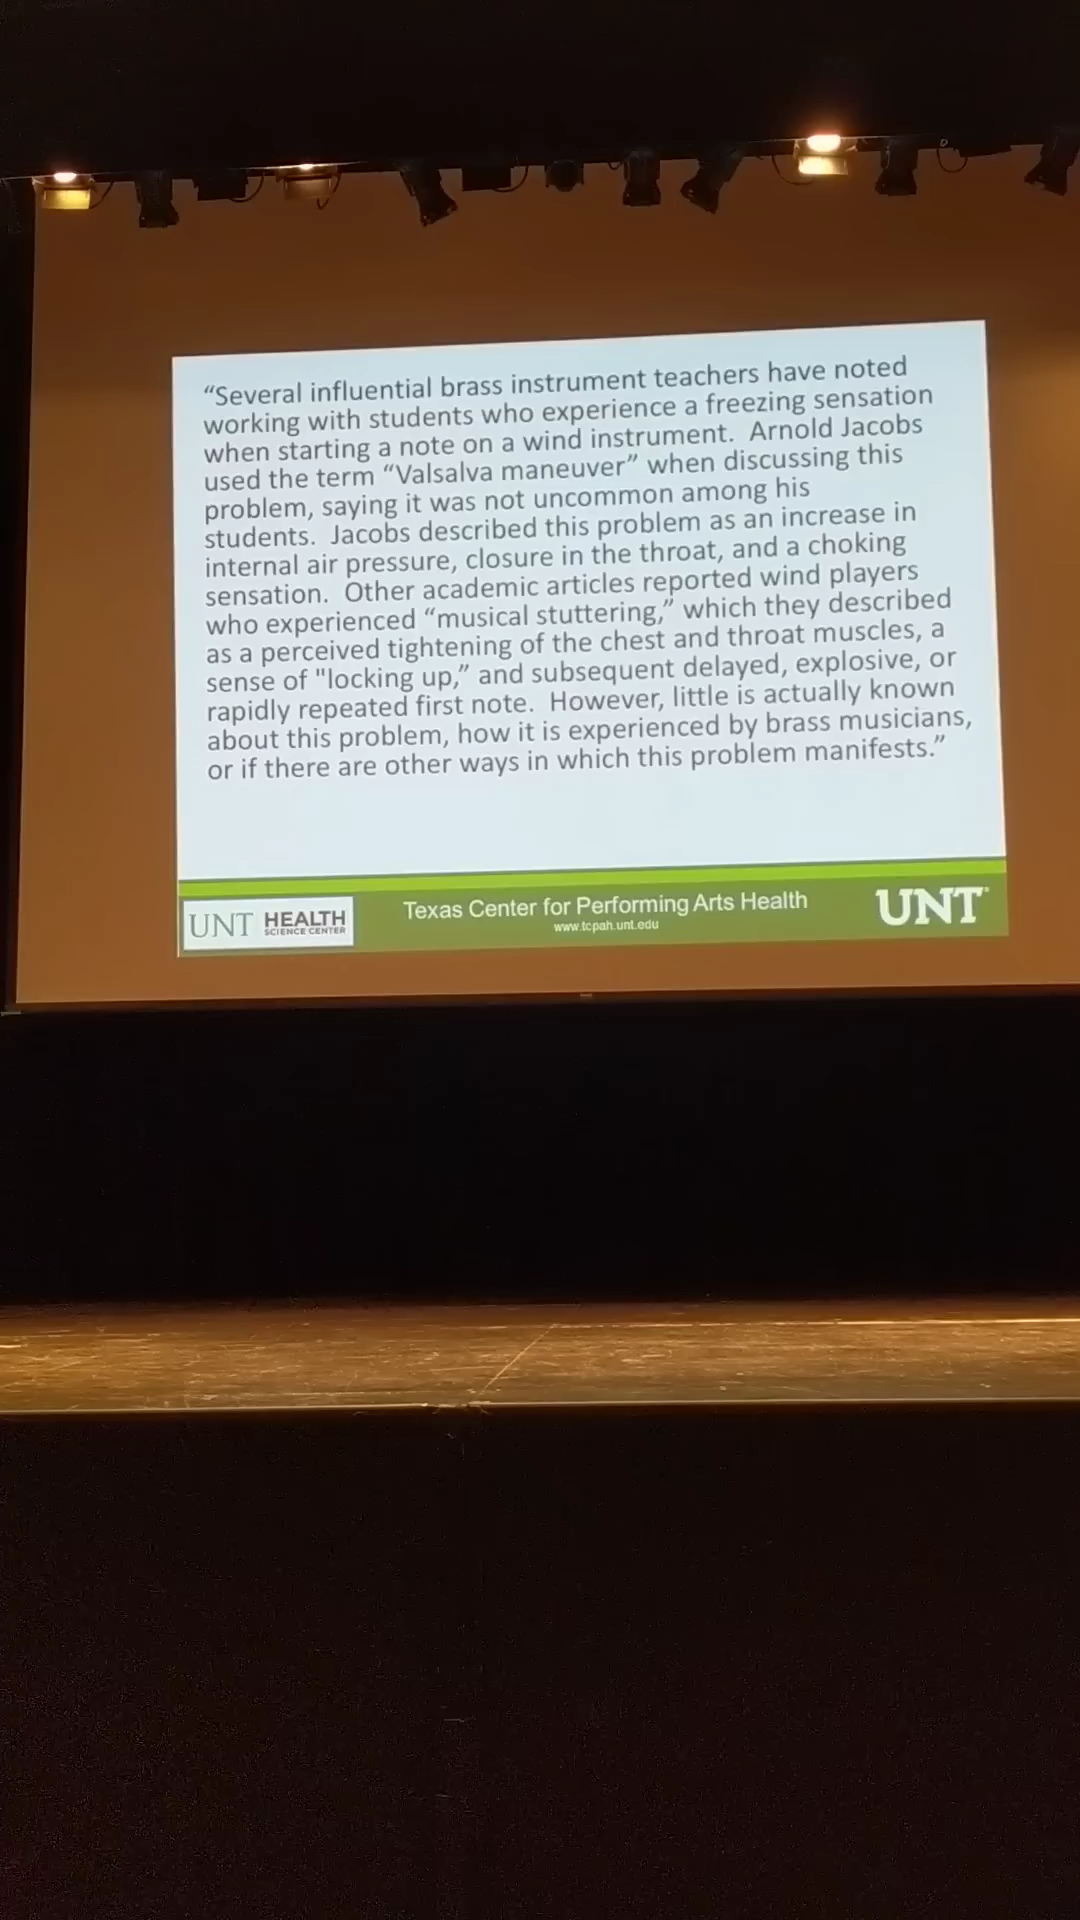 “Several influential brass instrument teachers have noted
working with students who experience a freezing sensation
when starting a note on a wind instrument.  Arnold Jacobs
used the term “Valsalva maneuver” when discussing this
problem, saying it was not uncommon among his
students.  Jacobs described this problem as an increase in
internal air pressure, closure in the throat, and a choking
sensation.  Other academic articles reported wind players
who experienced “musical stuttering,” which they described
as a perceived tightening of the chest and throat muscles, a
sense of "locking up,” and subsequent delayed, explosive, or
rapidly repeated first note.  However, little is actually known
about this problem, how it is experienced by brass musicians,
or if there are other ways in which this problem manifests.”
UNT HEALTH
SCIENCE CENTER
Texas Center for Performing Arts Health
www.tcpah.unt.edu
UNT